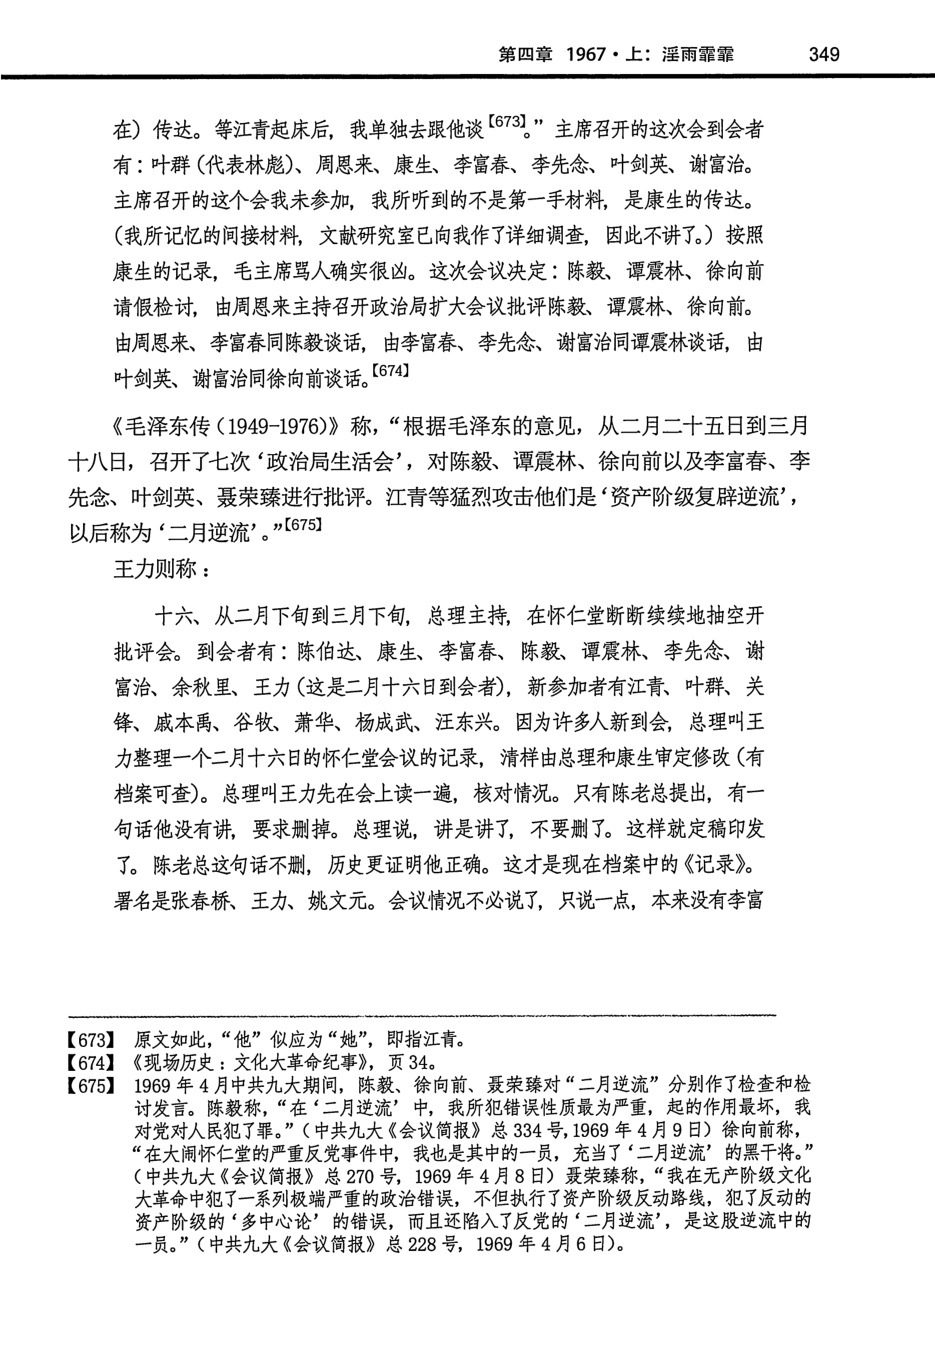 第四章 1967·上：淫雨霏霏 349
在）传达。等江青起床后，我单独去跟他谈【673】。”主席召开的这次会到会者
有：叶群（代表林彪）、周恩来、康生、李富春、李先念、叶剑英、谢富治。
主席召开的这个会我未参加，我所听到的不是第一手材料，是康生的传达。
（我所记忆的间接材料，文献研究室已向我作了详细调查，因此不讲了。）按照
康生的记录，毛主席骂人确实很凶。这次会议决定：陈毅、谭震林、徐向前
请假检讨，由周恩来主持召开政治局扩大会议批评陈毅、谭震林、徐向前。
由周恩来、李富春同陈毅谈话，由李富春、李先念、谢富治同谭震林谈话，由
叶剑英、谢富治同徐向前谈话。【674】
《毛泽东传（1949-1976)》称，“根据毛泽东的意见，从二月二十五日到三月
十八日，召开了七次‘政治局生活会’，对陈毅、谭震林、徐向前以及李富春、李
先念、叶剑英、聂荣臻进行批评。江青等猛烈攻击他们是‘资产阶级复辟逆流’，
以后称为‘二月逆流’。”【675】
王力则称：
十六、从二月下旬到三月下旬，总理主持，在怀仁堂断断续续地抽空开
批评会。到会者有：陈伯达、康生、李富春、陈毅、谭震林、李先念、谢
富治、余秋里、王力（这是二月十六日到会者），新参加者有江青、叶群、关
锋、戚本禹、谷牧、萧华、杨成武、汪东兴。因为许多人新到会，总理叫王
力整理一个二月十六日的怀仁堂会议的记录，清样由总理和康生审定修改（有
档案可查）。总理叫王力先在会上读一遍，核对情况。只有陈老总提出，有一
句话他没有讲，要求删掉。总理说，讲是讲了，不要删了。这样就定稿印发
了。陈老总这句话不删，历史更证明他正确。这才是现在档案中的《记录》。
署名是张春桥、王力、姚文元。会议情况不必说了，只说一点，本来没有李富
【673】 原文如此，“他”似应为“她”，即指江青。
【674】《现场历史：文化大革命纪事》，页34。
【675】 1969 年 4 月中共九大期间，陈毅、徐向前、聂荣臻对“二月逆流”分别作了检查和检
讨发言。陈毅称，“在‘二月逆流’中，我所犯错误性质最为严重，起的作用最坏，我
对党对人民犯了罪。”（中共九大《会议简报》总 334 号，1969 年 4 月 9 日）徐向前称，
“在大闹怀仁堂的严重反党事件中，我也是其中的一员，充当了‘二月逆流’的黑干将。”
（中共九大《会议简报》总 270 号，1969 年 4 月 8 日）聂荣臻称，“我在无产阶级文化
大革命中犯了一系列极端严重的政治错误，不但执行了资产阶级反动路线，犯了反动的
资产阶级的‘多中心论’的错误，而且还陷入了反党的‘二月逆流’，是这股逆流中的
一员。”（中共九大《会议简报》总 228 号，1969 年 4 月 6 日）。